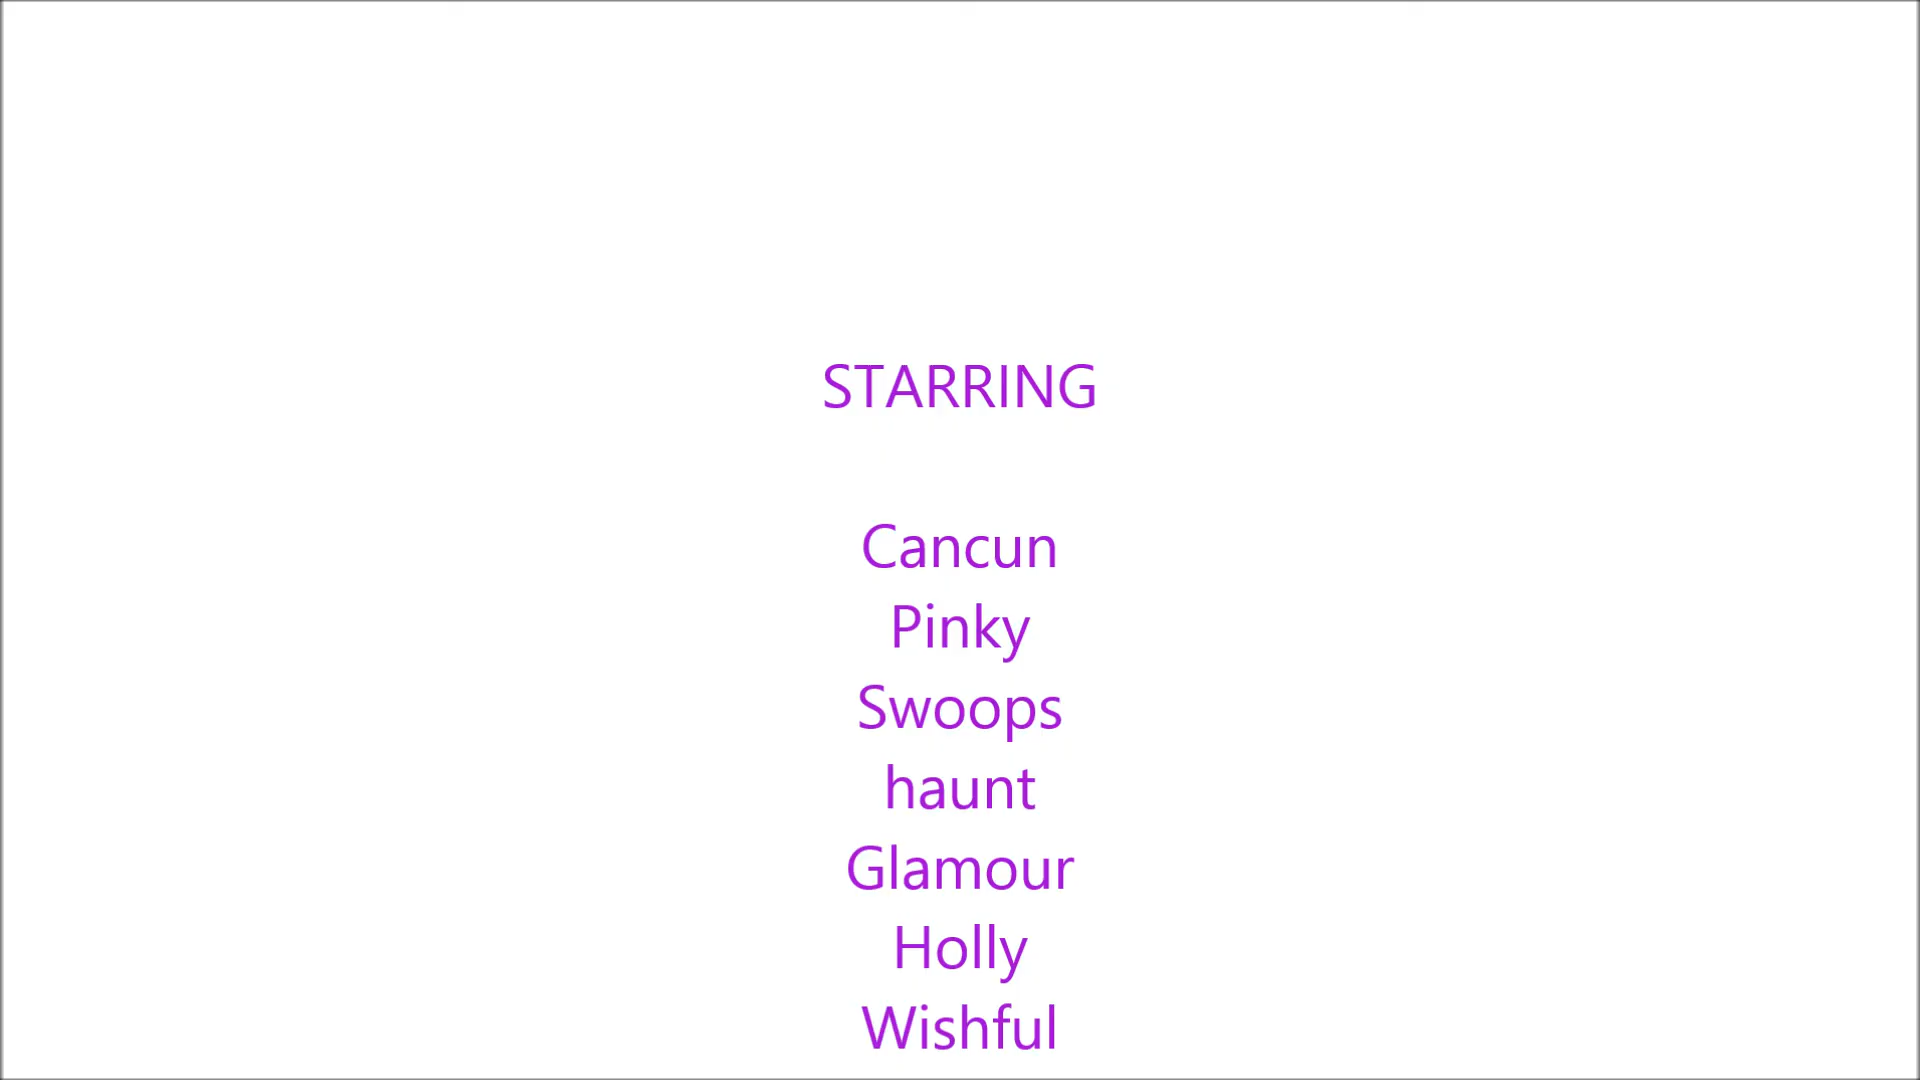 STARRING
Cancun
Pinky
Swoops
haunt
Glamour
Holly
Wishful